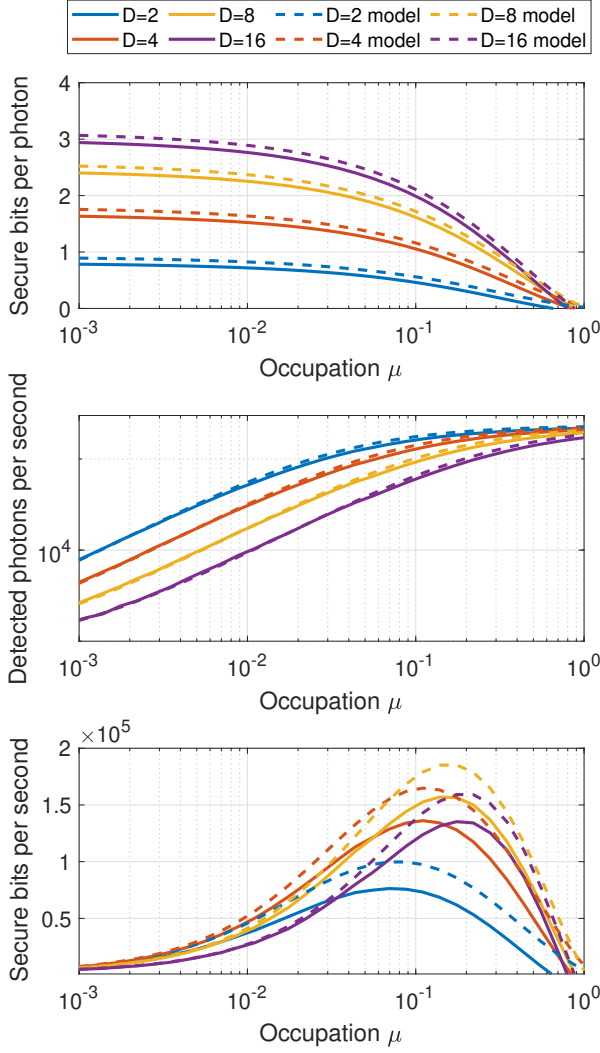 D=2 D=8 D=2 model D=8 model
D=4 D=16 D=4 model D=16 model
Secure bits per photon
4
3
2
1
0
10^-3 10^-2 10^-1 10^0
Occupation μ
Detected photons per second
10^4
10^-3 10^-2 10^-1 10^0
Occupation μ
Secure bits per second
×10^5
2
1.5
1
0.5
10^-3 10^-2 10^-1 10^0
Occupation μ